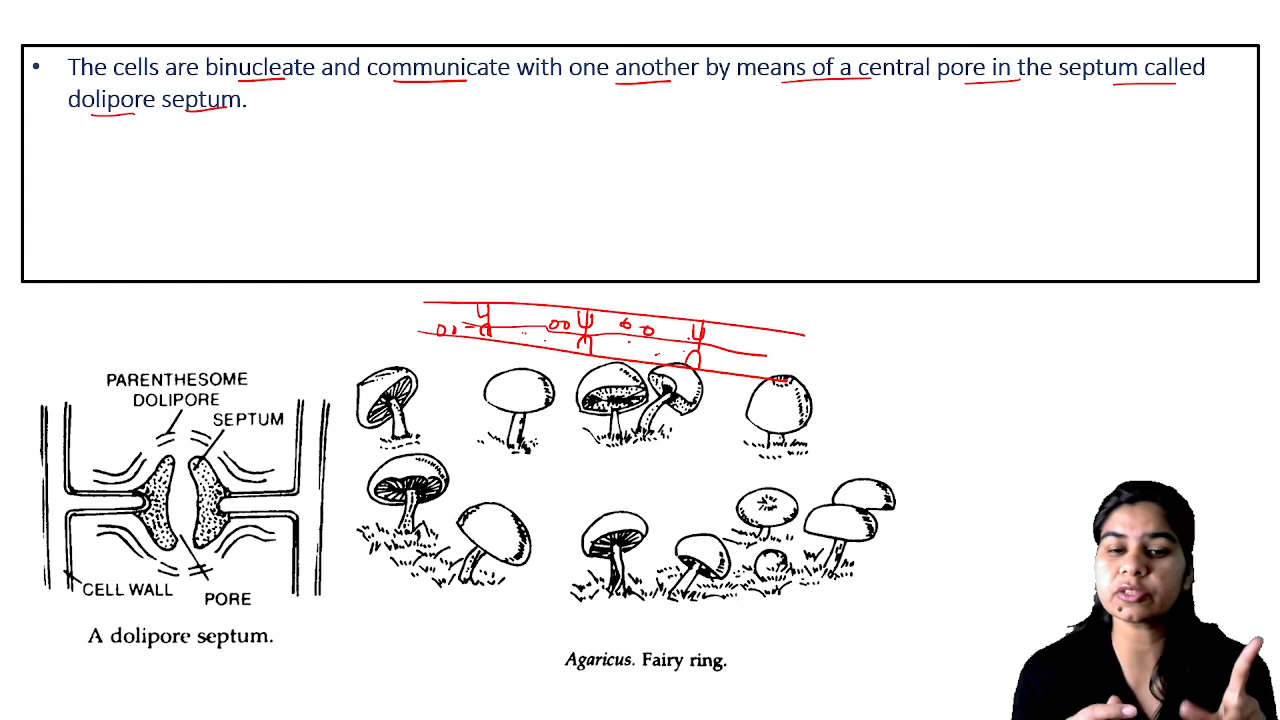 • The cells are binucleate and communicate with one another by means of a central pore in the septum called
dolipore septum.
PARENTHESOME
DOLIPORE
SEPTUM
CELL WALL
PORE
A dolipore septum.
Agaricus. Fairy ring.